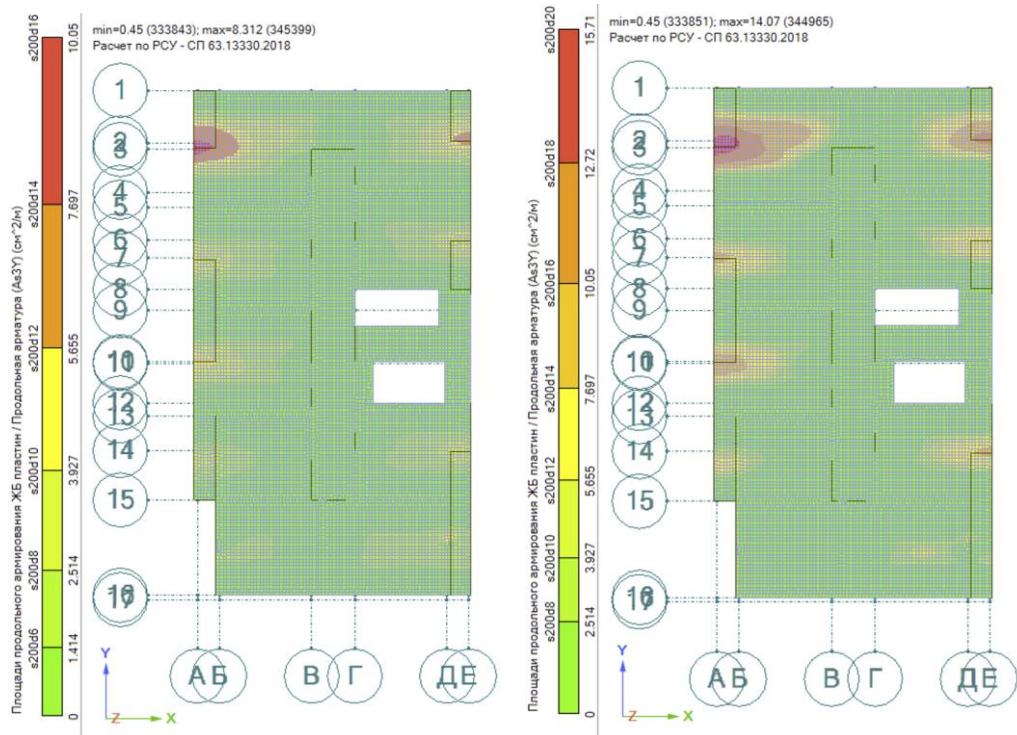 min=0.45 (333843); max=8.312 (345399)
Расчет по РСУ - СП 63.13330.2018
Площади продольного армирования ЖБ пластин / Продольная арматура (As3Y) (см^2/м)
s200d16
10.05
s200d14
7.697
s200d12
5.655
s200d10
3.927
s200d8
2.514
s200d6
1.414
0
1
2
3
4
5
6
7
8
9
10
12
13
14
15
17
А
Б
В
Г
Д
Е
Y
Z
X
min=0.45 (333851); max=14.07 (344965)
Расчет по РСУ - СП 63.13330.2018
Площади продольного армирования ЖБ пластин / Продольная арматура (As3Y) (см^2/м)
s200d20
15.71
s200d18
12.72
s200d16
10.05
s200d14
7.697
s200d12
5.655
s200d10
3.927
s200d8
2.514
0
1
2
3
4
5
6
7
8
9
10
12
13
14
15
17
А
Б
В
Г
Д
Е
Y
Z
X